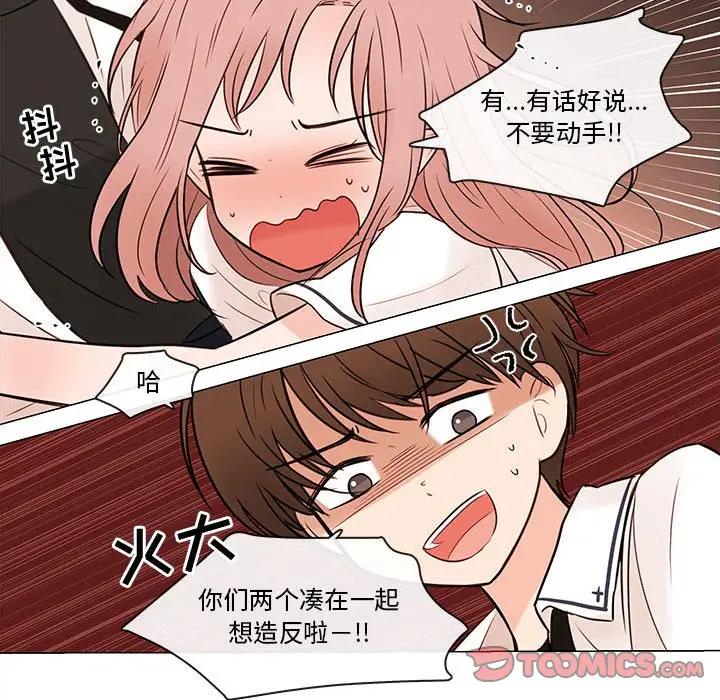 有…有话好说…
不要动手!!
抖
抖
哈
火大
你们两个凑在一起
想造反啦－!!
TOOMICS.COM